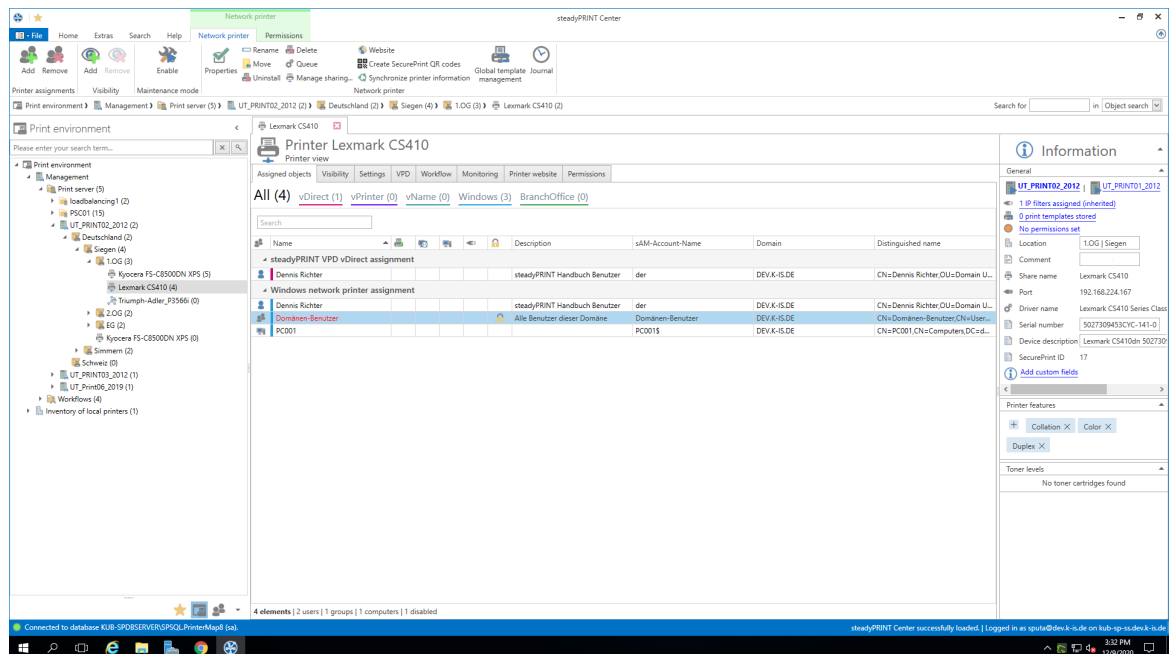 Network printer
steadyPRINT Center
File Home Extras Search Help Network printer Permissions
Add Remove Add Remove Enable Properties Rename Delete Website
Move Queue Create SecurePrint QR codes Global template management Journal
Uninstall Manage sharing... Synchronize printer information
Printer assignments Visibility Maintenance mode Network printer
Print environment Management Print server (5) UT_PRINT02_2012 (2) Deutschland (2) Siegen (4) 1.OG (3) Lexmark CS410 (2) Search for in Object search
Print environment
Please enter your search term...
Print environment
Management
Print server (5)
loadbalancing1 (2)
PSC01 (15)
UT_PRINT02_2012 (2)
Deutschland (2)
Siegen (4)
1.OG (3)
Kyocera FS-C8500DN XPS (5)
Lexmark CS410 (4)
Triumph-Adler_P3566i (0)
2.OG (2)
EG (2)
Kyocera FS-C8500DN XPS (0)
Simmern (2)
Schweiz (0)
UT_PRINT03_2012 (1)
UT_Print06_2019 (1)
Workflows (4)
Inventory of local printers (1)
Lexmark CS410
Printer Lexmark CS410
Printer view
Assigned objects Visibility Settings VPD Workflow Monitoring Printer website Permissions
All (4) vDirect (1) vPrinter (0) vName (0) Windows (3) BranchOffice (0)
Search
Name Description sAM-Account-Name Domain Distinguished name
steadyPRINT VPD vDirect assignment
Dennis Richter steadyPRINT Handbuch Benutzer der DEV.K-IS.DE CN=Dennis Richter,OU=Domain U...
Windows network printer assignment
Dennis Richter steadyPRINT Handbuch Benutzer der DEV.K-IS.DE CN=Dennis Richter,OU=Domain U...
Domänen-Benutzer Alle Benutzer dieser Domäne Domänen-Benutzer DEV.K-IS.DE CN=Domänen-Benutzer,CN=User...
PC001 PC001$ DEV.K-IS.DE CN=PC001,CN=Computers,DC=d...
4 elements | 2 users | 1 groups | 1 computers | 1 disabled
Information
General
UT_PRINT02_2012 | UT_PRINT01_2012
1 IP filters assigned (inherited)
0 print templates stored
No permissions set
Location 1.OG | Siegen
Comment
Share name Lexmark CS410
Port 192.168.224.167
Driver name Lexmark CS410 Series Class
Serial number 5027309453CYC-141-0
Device description Lexmark CS410dn 502730
SecurePrint ID 17
Add custom fields
Printer features
Collation Color
Duplex
Toner levels
No toner cartridges found
Connected to database KUB-SPDBSERVER\SPSQL.PrinterMap8 (sa). steadyPRINT Center successfully loaded. | Logged in as sputa@dev.k-is.de on kub-sp-ss.dev.k-is.de
3:32 PM
12/9/2020